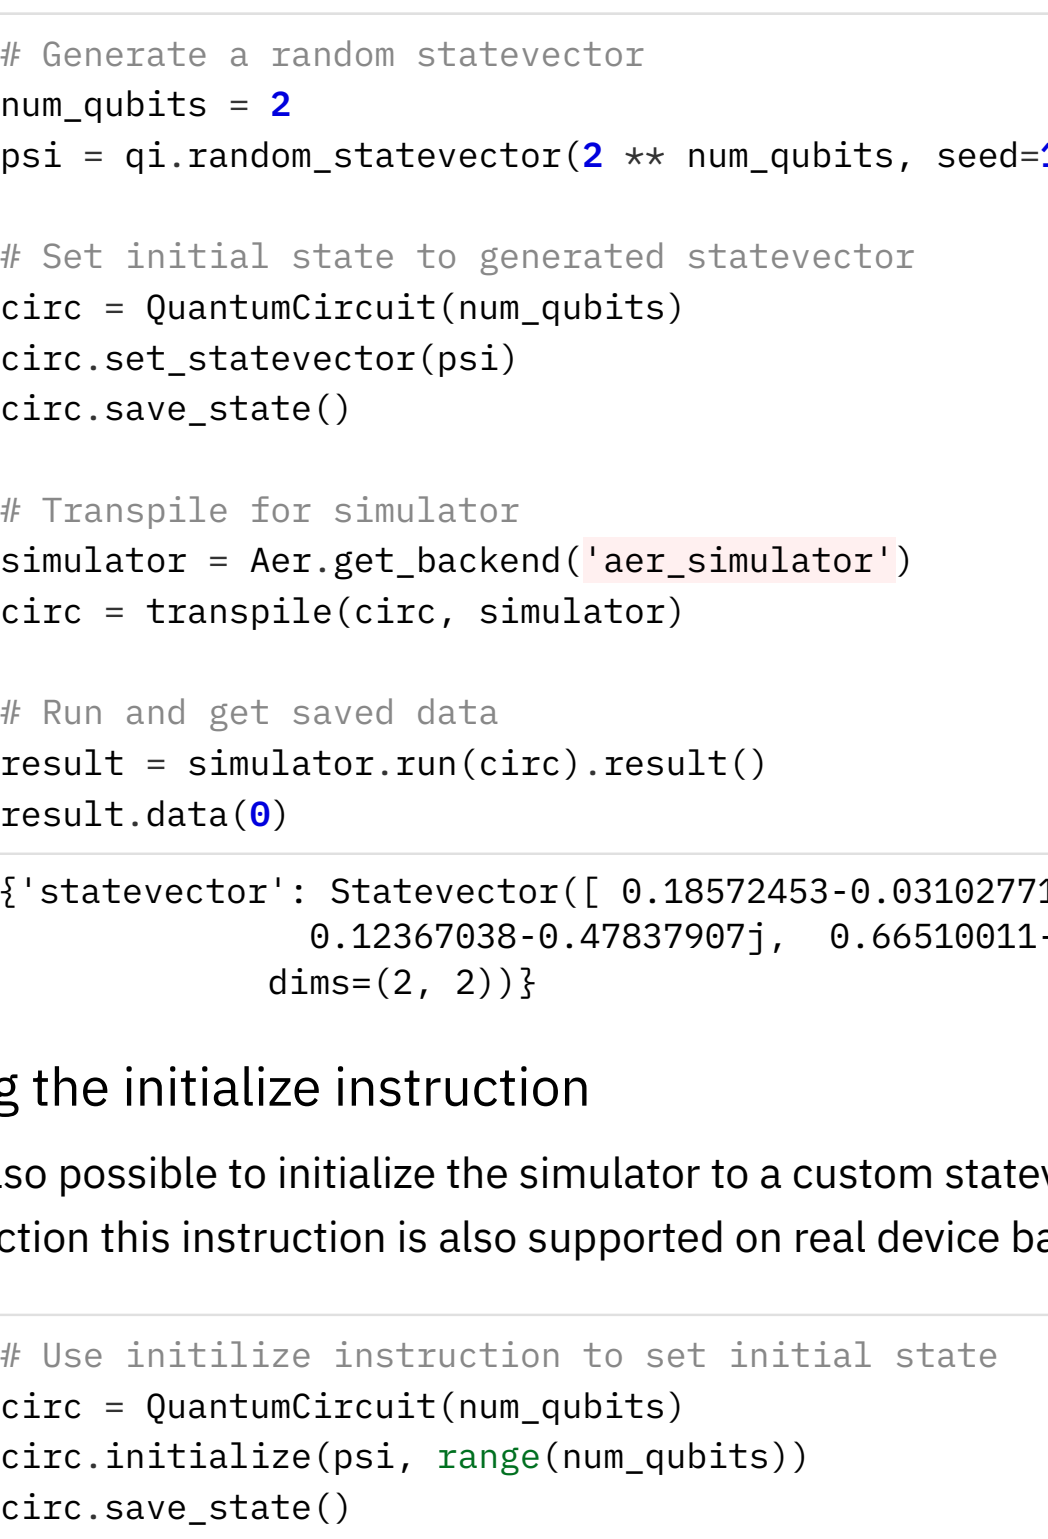 # Generate a random statevector
num_qubits = 2
psi = qi.random_statevector(2 ** num_qubits, seed=1
# Set initial state to generated statevector
circ = QuantumCircuit(num_qubits)
circ.set_statevector(psi)
circ.save_state()
# Transpile for simulator
simulator = Aer.get_backend('aer_simulator')
circ = transpile(circ, simulator)
# Run and get saved data
result = simulator.run(circ).result()
result.data(0)
{'statevector': Statevector([ 0.18572453-0.03102771
0.12367038-0.47837907j,  0.66510011-
dims=(2, 2))}
g the initialize instruction
lso possible to initialize the simulator to a custom statev
ction this instruction is also supported on real device ba
# Use initilize instruction to set initial state
circ = QuantumCircuit(num_qubits)
circ.initialize(psi, range(num_qubits))
circ.save_state()